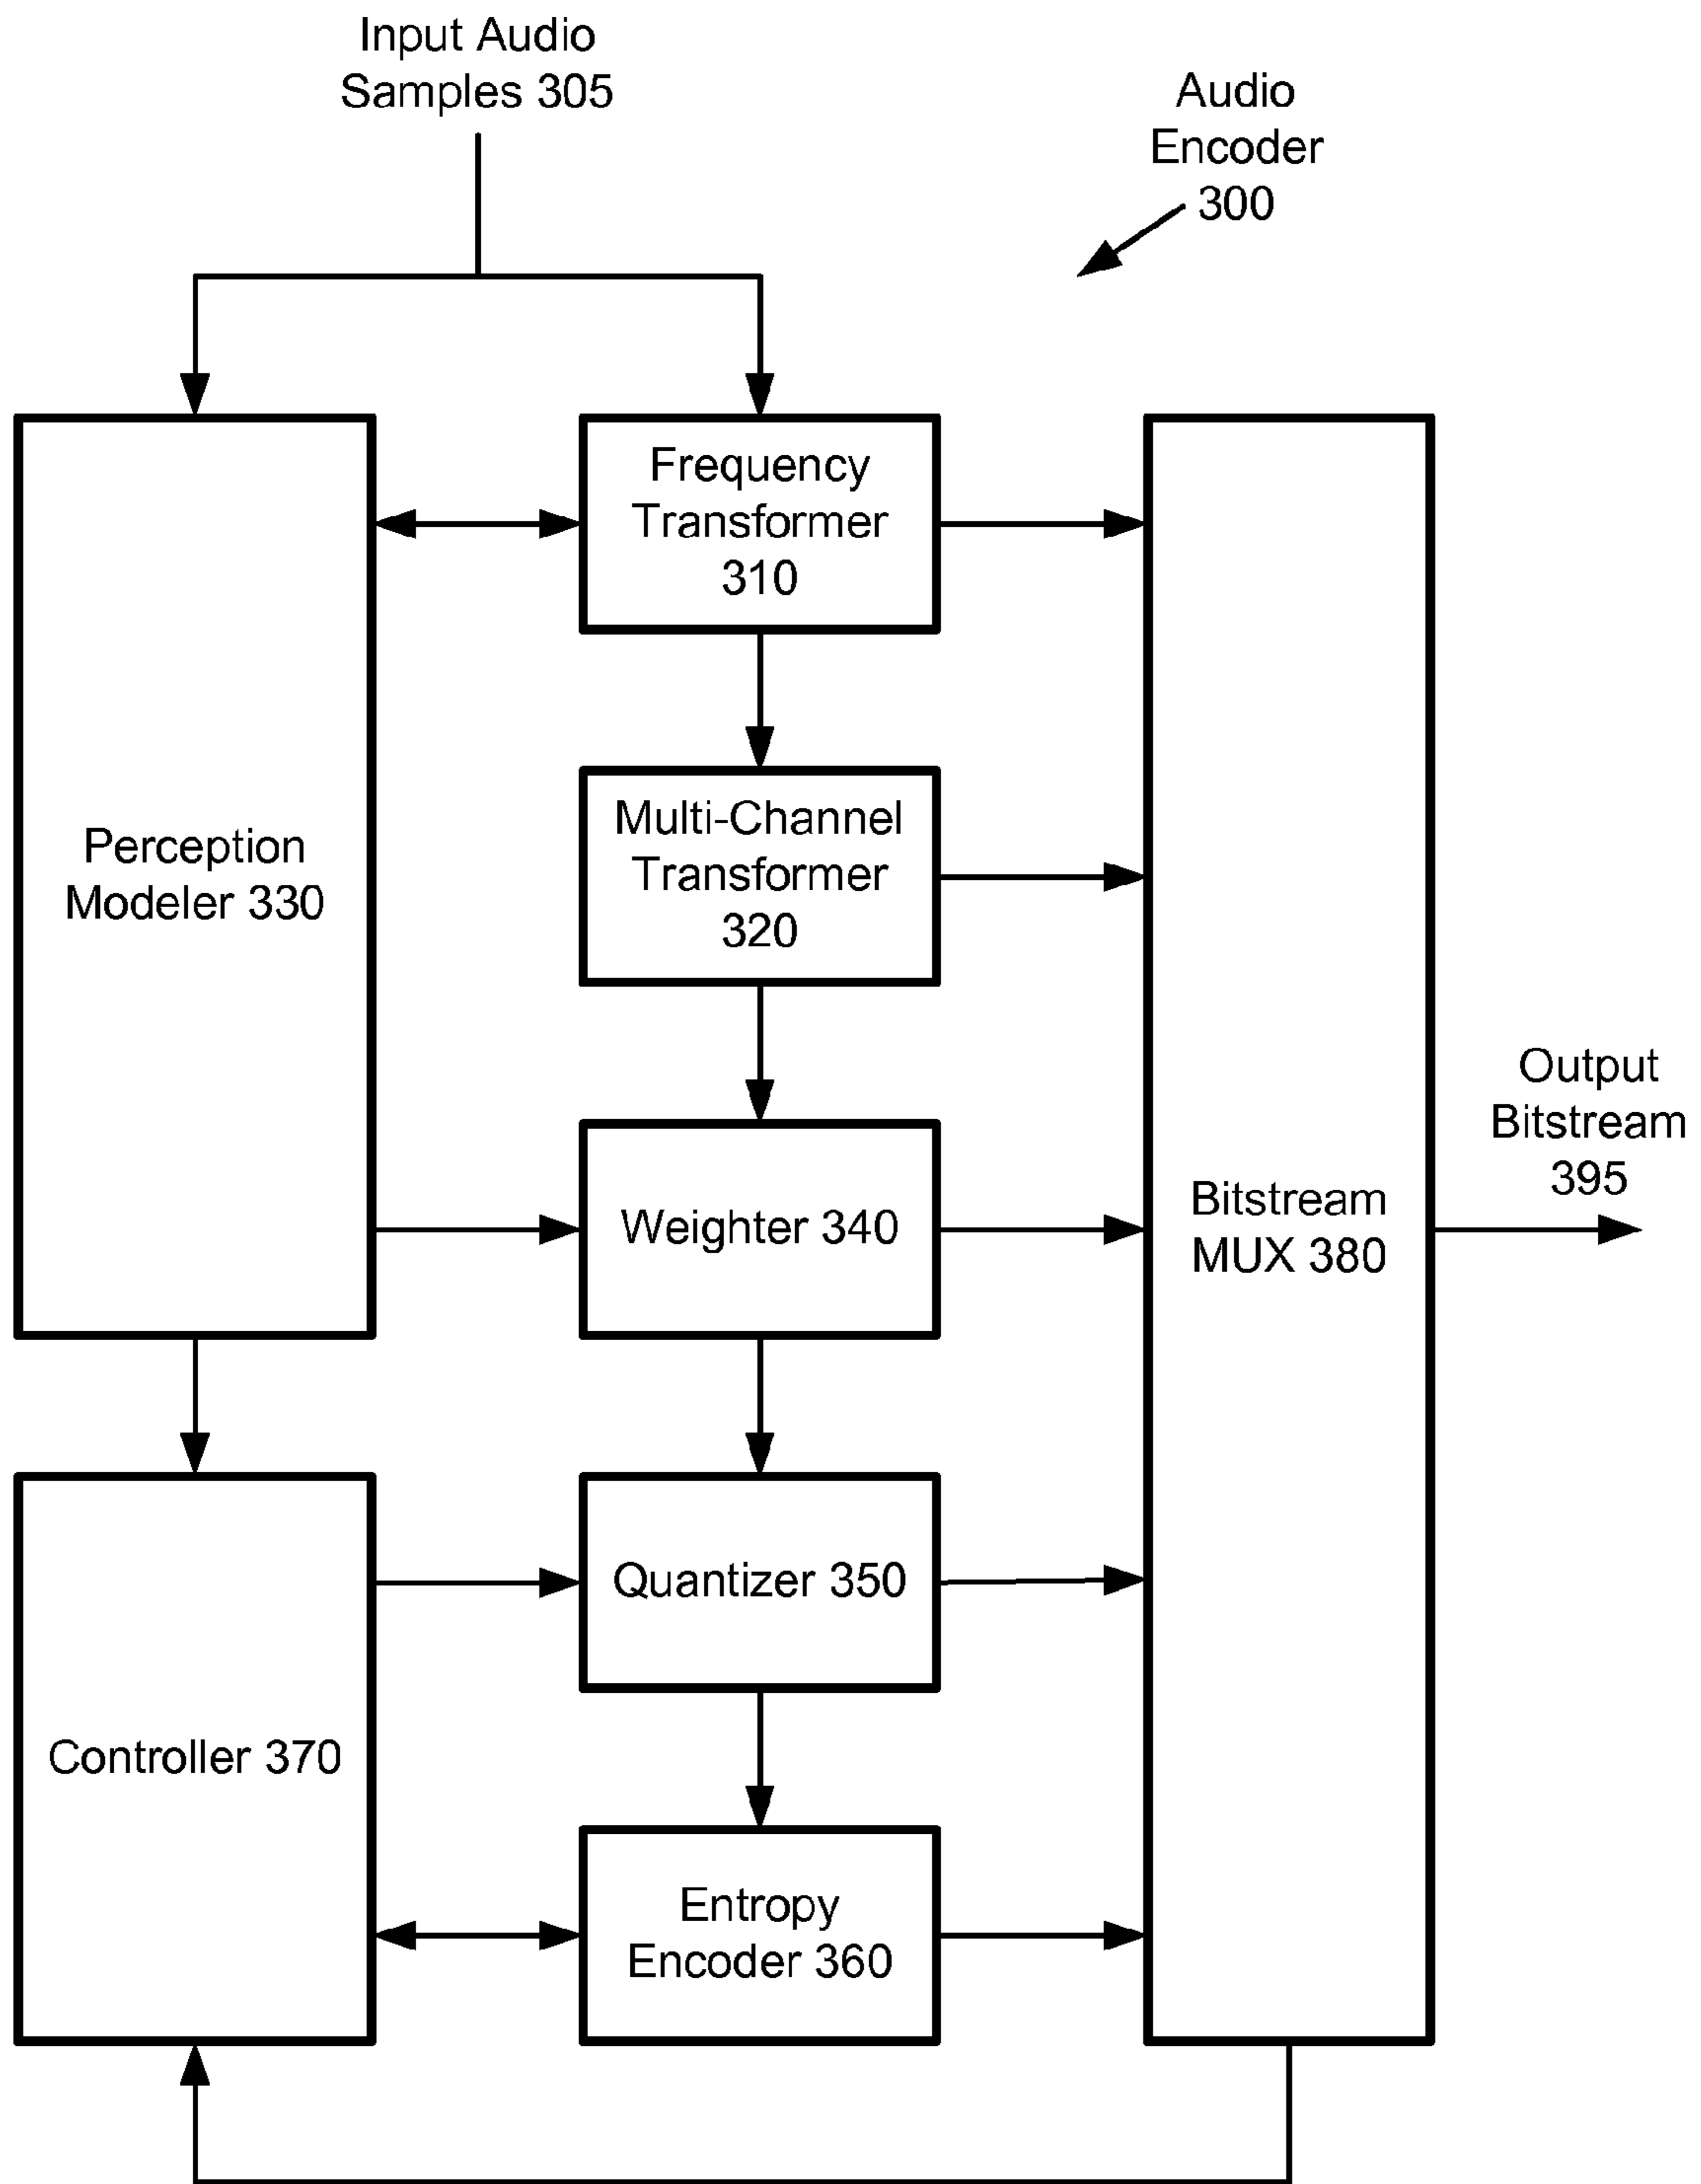 Input Audio
Samples 305
Audio
Encoder
300
Frequency
Transformer
310
Perception
Modeler 330
Multi-Channel
Transformer
320
Weighter 340
Bitstream
MUX 380
Output
Bitstream
395
Quantizer 350
Controller 370
Entropy
Encoder 360